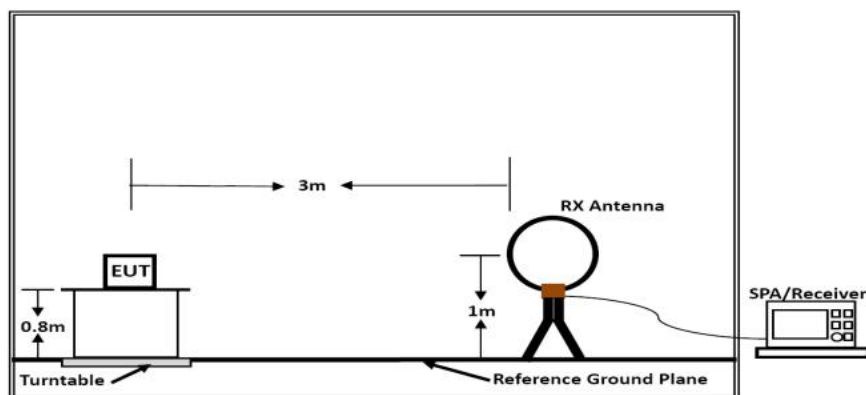 3m
RX Antenna
EUT
SPA/Receiver
0.8m
1m
Turntable
Reference Ground Plane